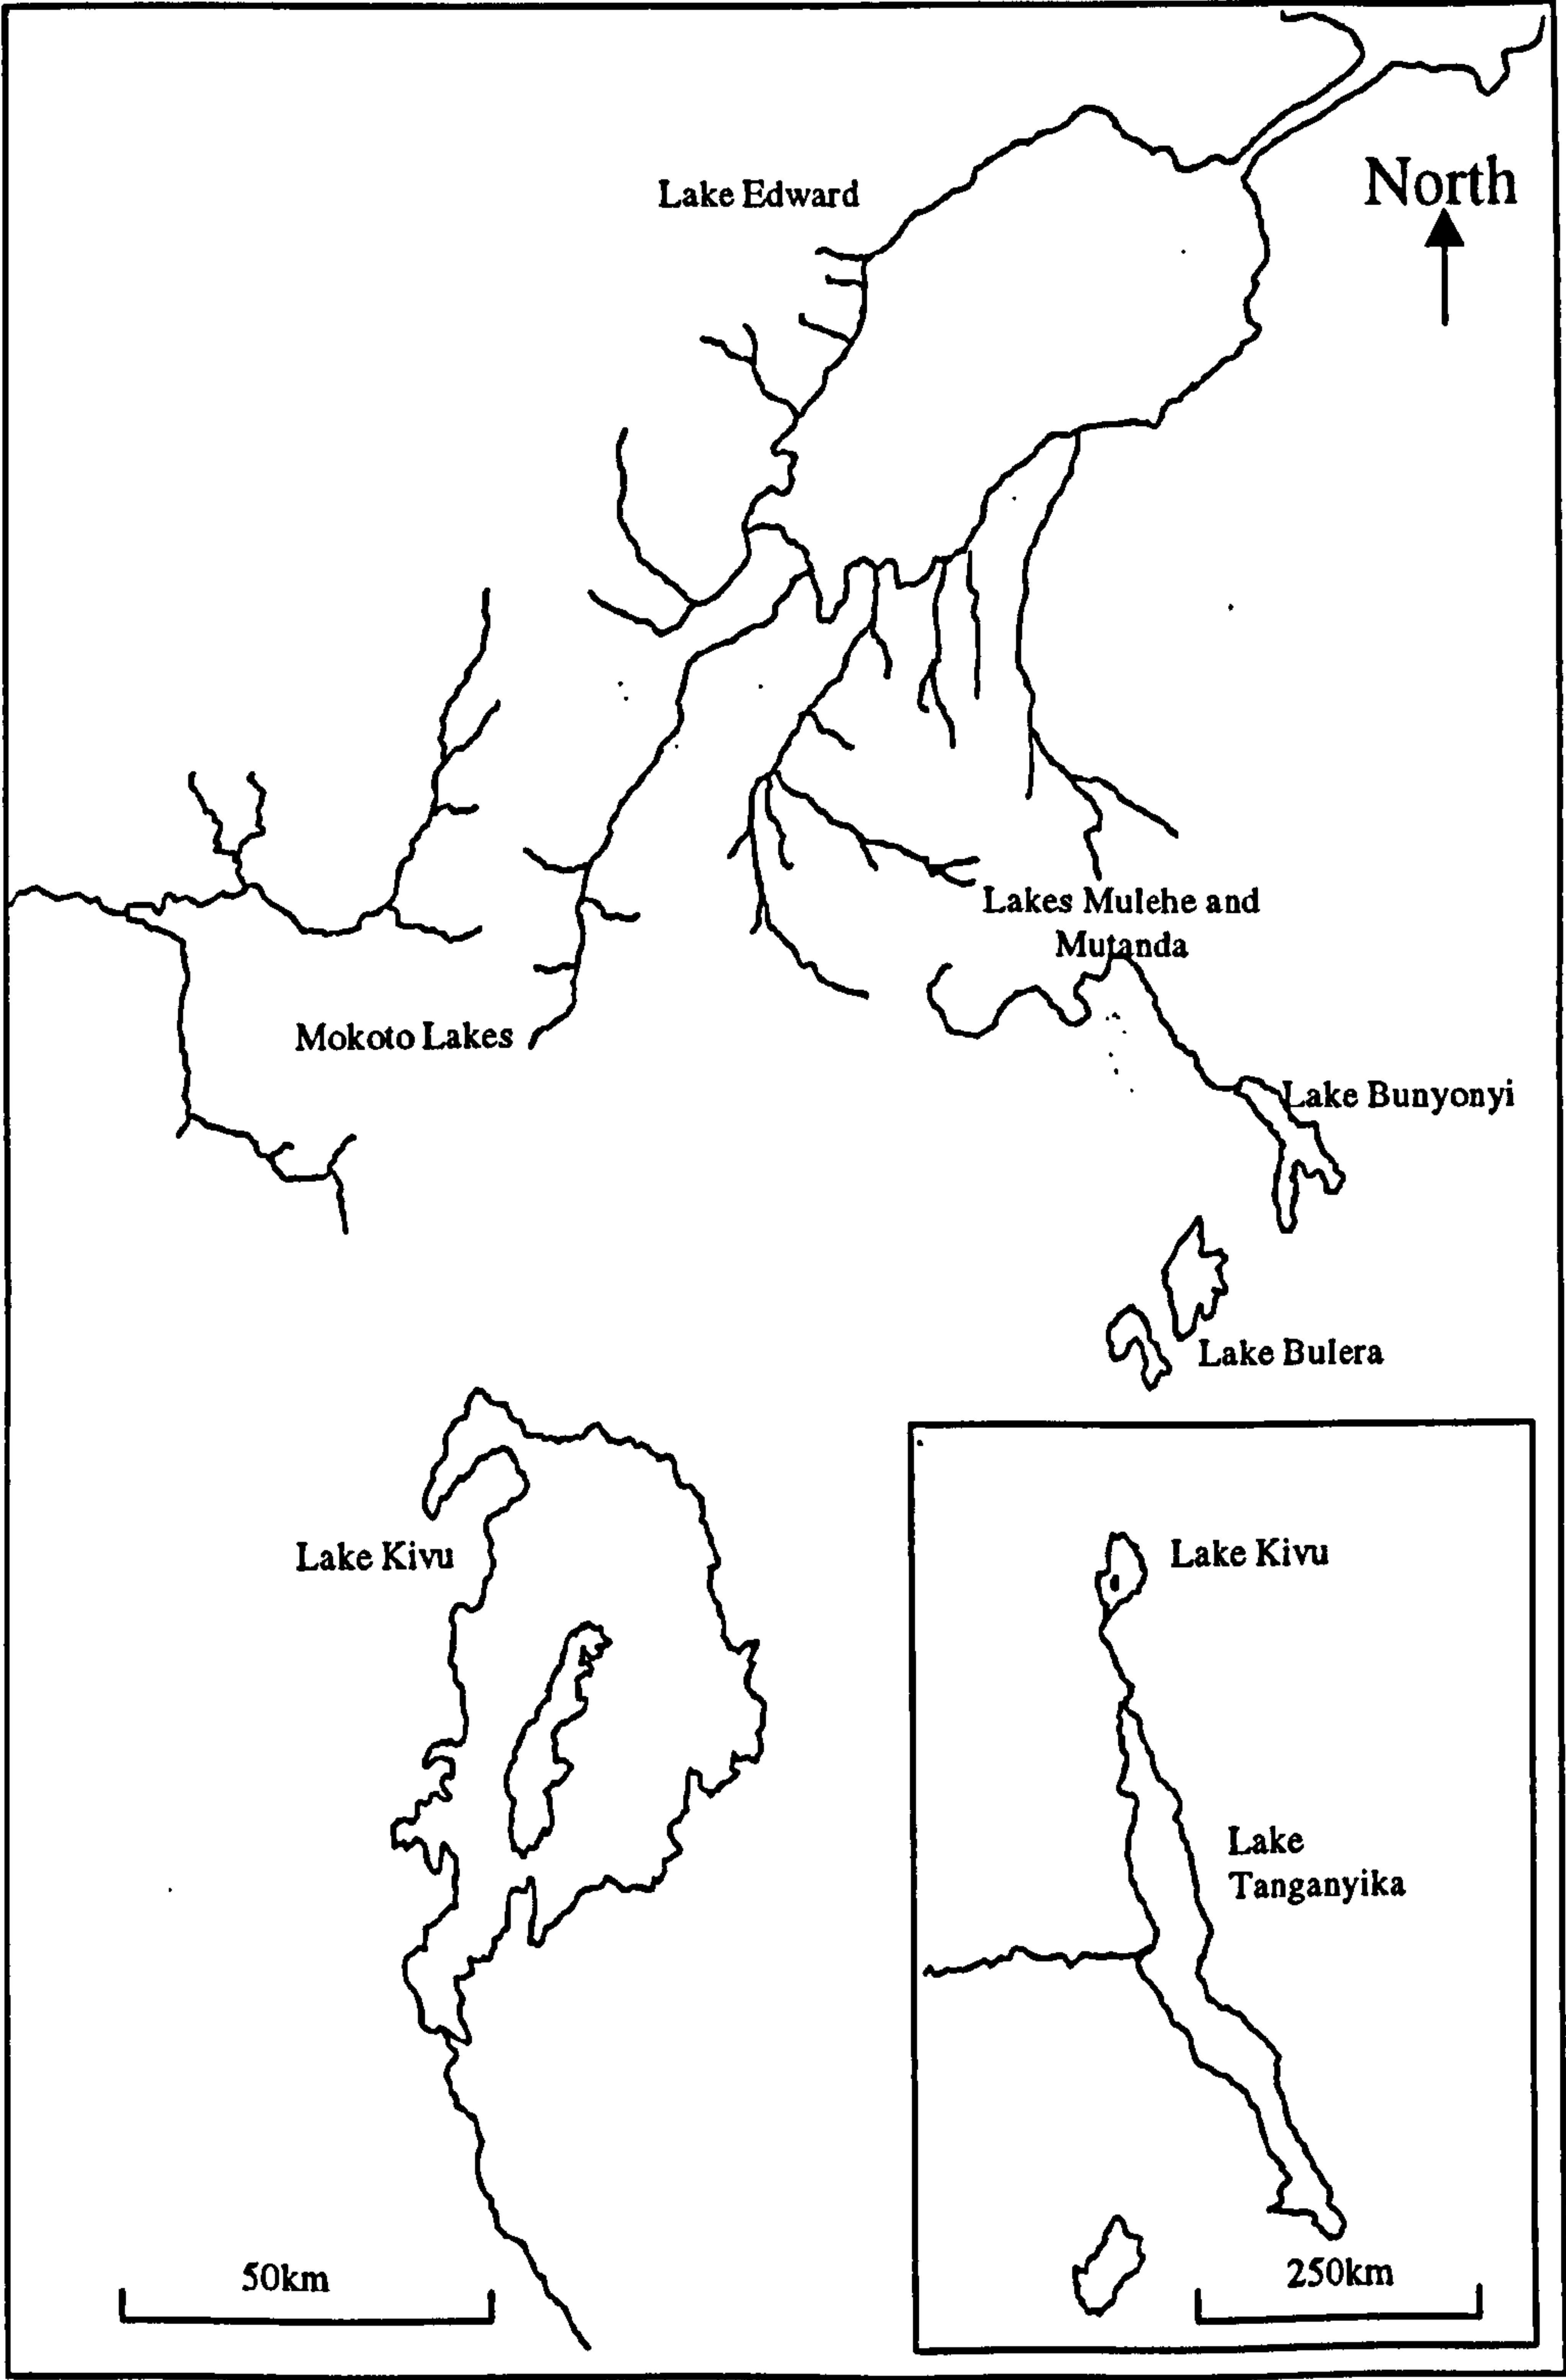 North
Lake Edward
Lakes Mulehe and
Mutanda
Mokoto Lakes
Lake Bunyonyi
Lake Bulera
Lake Kivu
Lake Kivu
Lake
Tanganyika
50km
250km